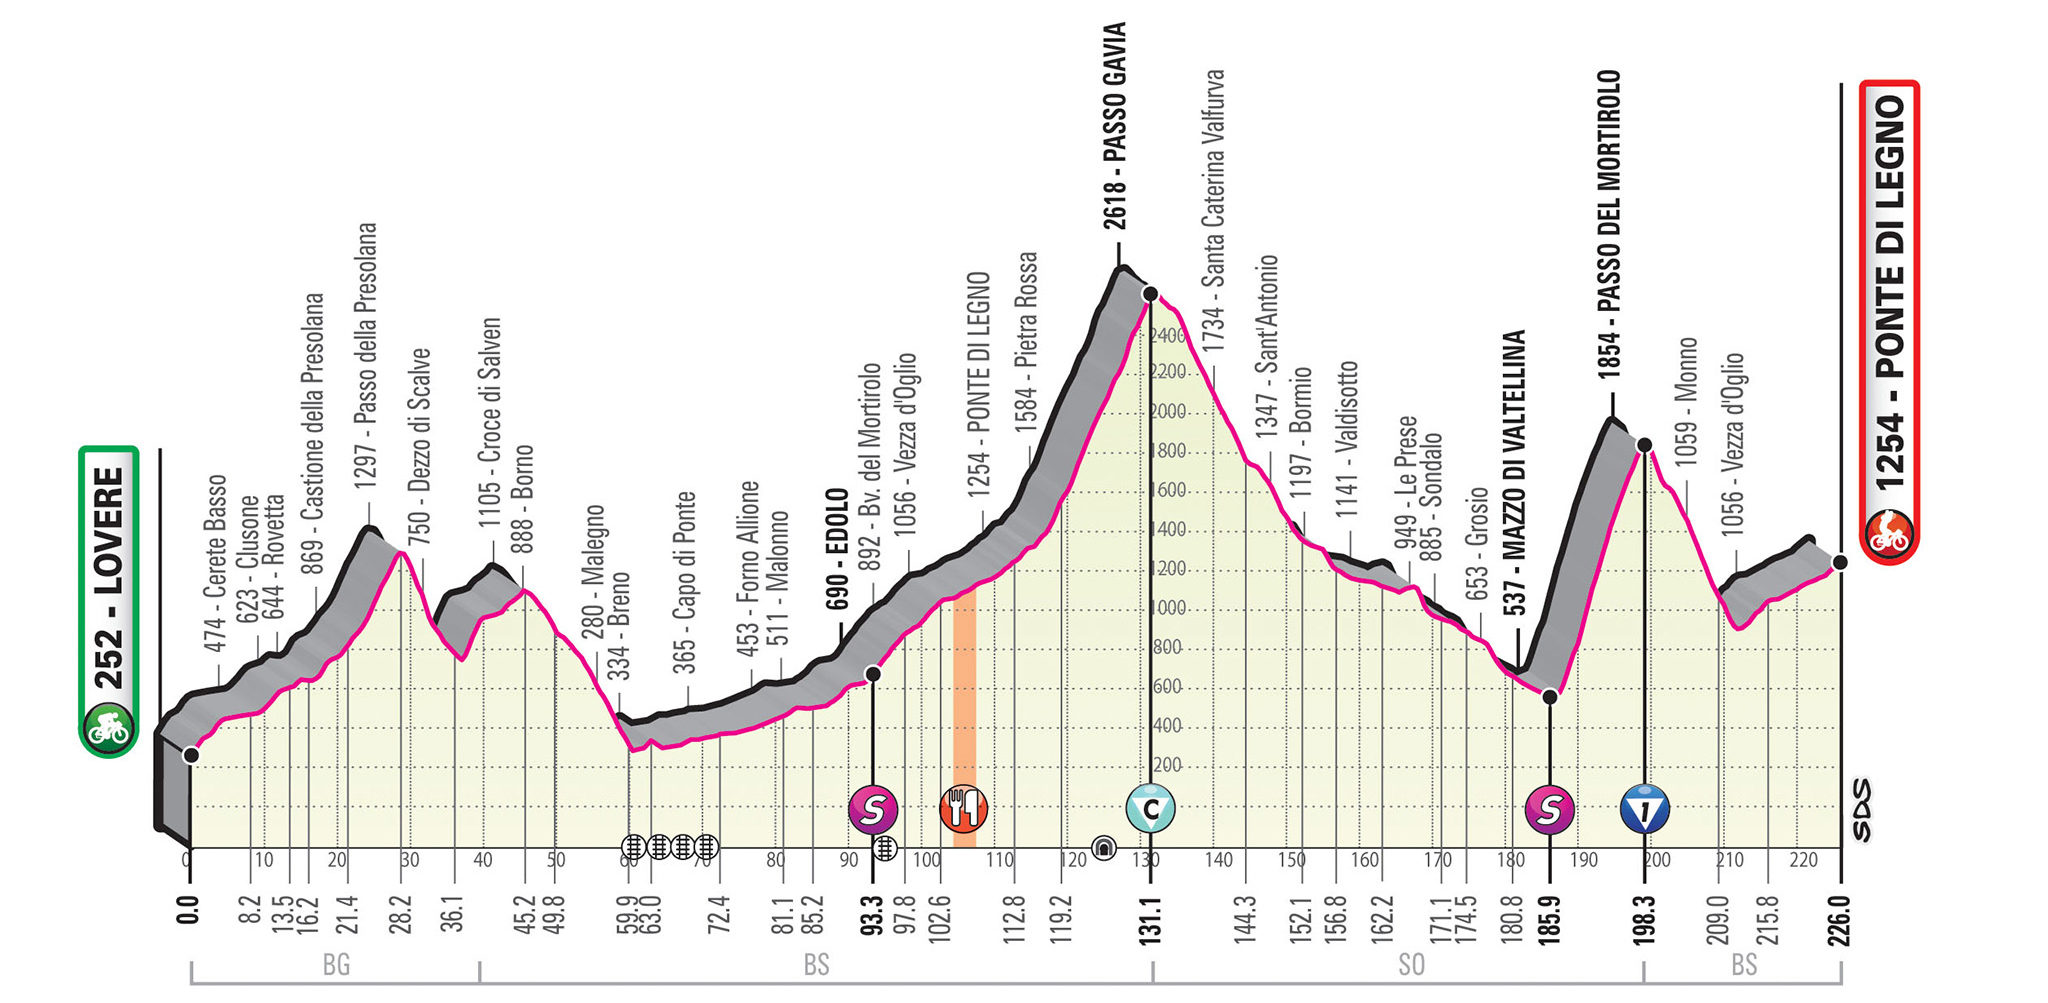 252 - LOVERE
474 - Cerete Basso
623 - Clusone
644 - Rovetta
869 - Castione della Presolana
1297 - Passo della Presolana
750 - Dezzo di Scalve
1105 - Croce di Salven
888 - Borno
280 - Malegno
334 - Breno
365 - Capo di Ponte
453 - Forno Allione
511 - Malonno
690 - EDOLO
892 - Bv. del Mortirolo
1056 - Vezza d'Oglio
1254 - PONTE DI LEGNO
1584 - Pietra Rossa
2618 - PASSO GAVIA
1734 - Santa Caterina Valfurva
1347 - Sant'Antonio
1197 - Bormio
1141 - Valdisotto
949 - Le Prese
885 - Sondalo
653 - Grosio
537 - MAZZO DI VALTELLINA
1854 - PASSO DEL MORTIROLO
1059 - Monno
1056 - Vezza d'Oglio
1254 - PONTE DI LEGNO
2400
2200
2000
1800
1600
1400
1200
1000
800
600
400
200
S
C
S
1
SDS
0 10 20 30 40 50 60 70 80 90 100 110 120 130 140 150 160 170 180 190 200 210 220
0.0
8.2
13.5
16.2
21.4
28.2
36.1
45.2
49.8
59.9
63.0
72.4
81.1
85.2
93.3
97.8
102.6
112.8
119.2
131.1
144.3
152.1
156.8
162.2
171.1
174.5
180.8
185.9
198.3
209.0
215.8
226.0
BG
BS
SO
BS